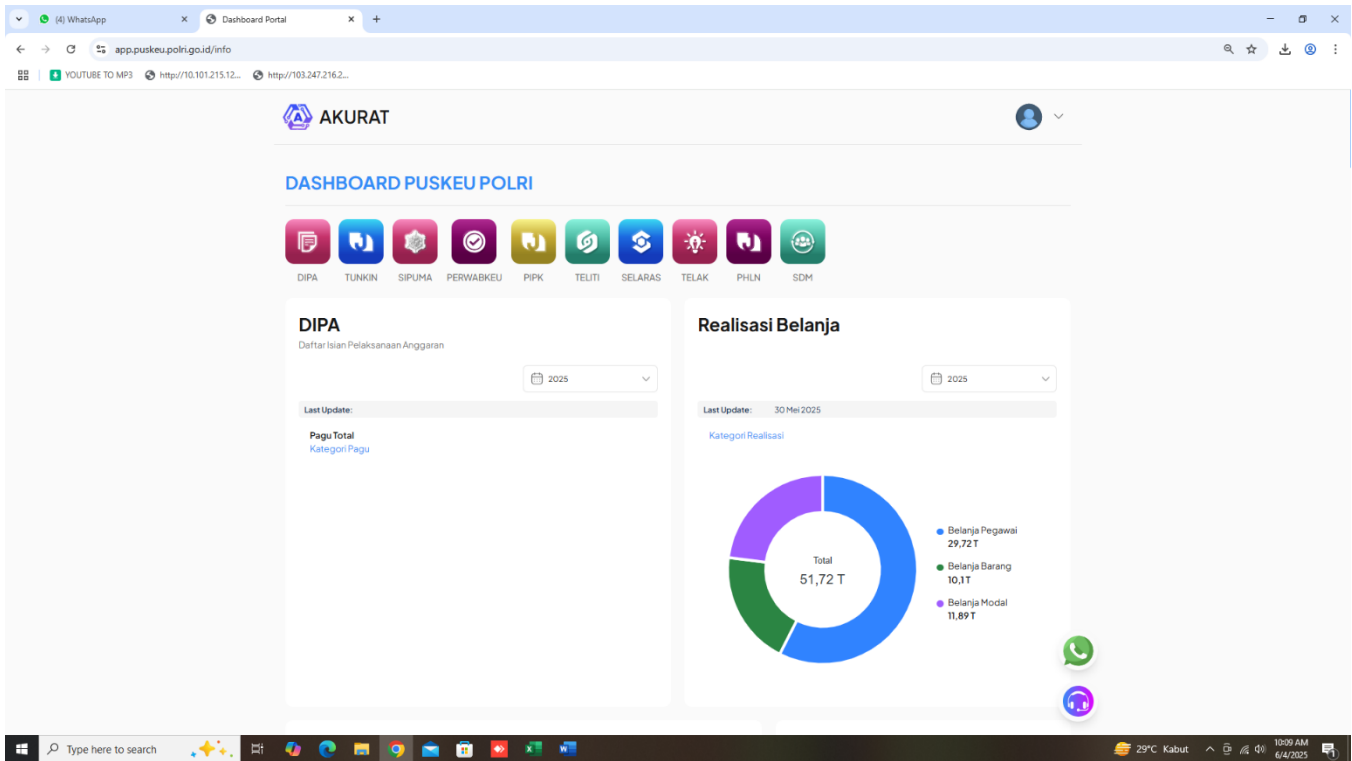 (4) WhatsApp
Dashboard Portal
app.puskeu.polri.go.id/info
YOUTUBE TO MP3 http://10.101.215.12... http://103.247.216.2...
AKURAT
DASHBOARD PUSKEU POLRI
DIPA TUNKIN SIPUMA PERWABKEU PIPK TELITI SELARAS TELAK PHLN SDM
DIPA
Daftar Isian Pelaksanaan Anggaran
2025
Last Update:
Pagu Total
Kategori Pagu
Realisasi Belanja
2025
Last Update: 30 Mei 2025
Kategori Realisasi
Total
51,72 T
Belanja Pegawai
29,72 T
Belanja Barang
10,1 T
Belanja Modal
11,89 T
Type here to search
29°C Kabut
10:09 AM
6/4/2025